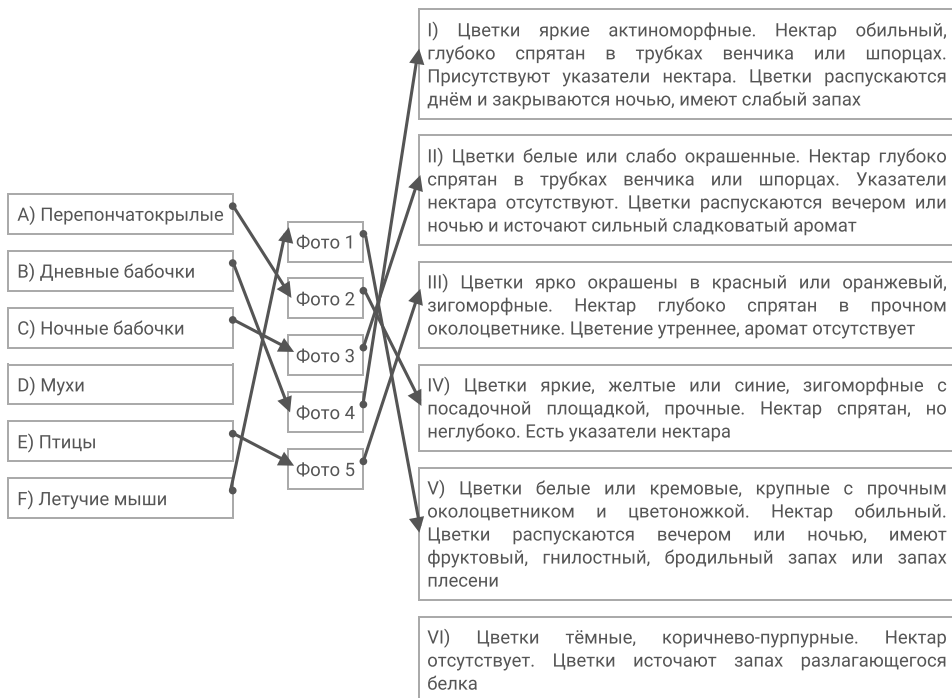 A) Перепончатокрылые
B) Дневные бабочки
C) Ночные бабочки
D) Мухи
E) Птицы
F) Летучие мыши
Фото 1
Фото 2
Фото 3
Фото 4
Фото 5
I) Цветки яркие актиноморфные. Нектар обильный,
глубоко спрятан в трубках венчика или шпорцах.
Присутствуют указатели нектара. Цветки распускаются
днём и закрываются ночью, имеют слабый запах
II) Цветки белые или слабо окрашенные. Нектар глубоко
спрятан в трубках венчика или шпорцах. Указатели
нектара отсутствуют. Цветки распускаются вечером или
ночью и источают сильный сладковатый аромат
III) Цветки ярко окрашены в красный или оранжевый,
зигоморфные. Нектар глубоко спрятан в прочном
околоцветнике. Цветение утреннее, аромат отсутствует
IV) Цветки яркие, желтые или синие, зигоморфные с
посадочной площадкой, прочные. Нектар спрятан, но
неглубоко. Есть указатели нектара
V) Цветки белые или кремовые, крупные с прочным
околоцветником и цветоножкой. Нектар обильный.
Цветки распускаются вечером или ночью, имеют
фруктовый, гнилостный, бродильный запах или запах
плесени
VI) Цветки тёмные, коричнево-пурпурные. Нектар
отсутствует. Цветки источают запах разлагающегося
белка